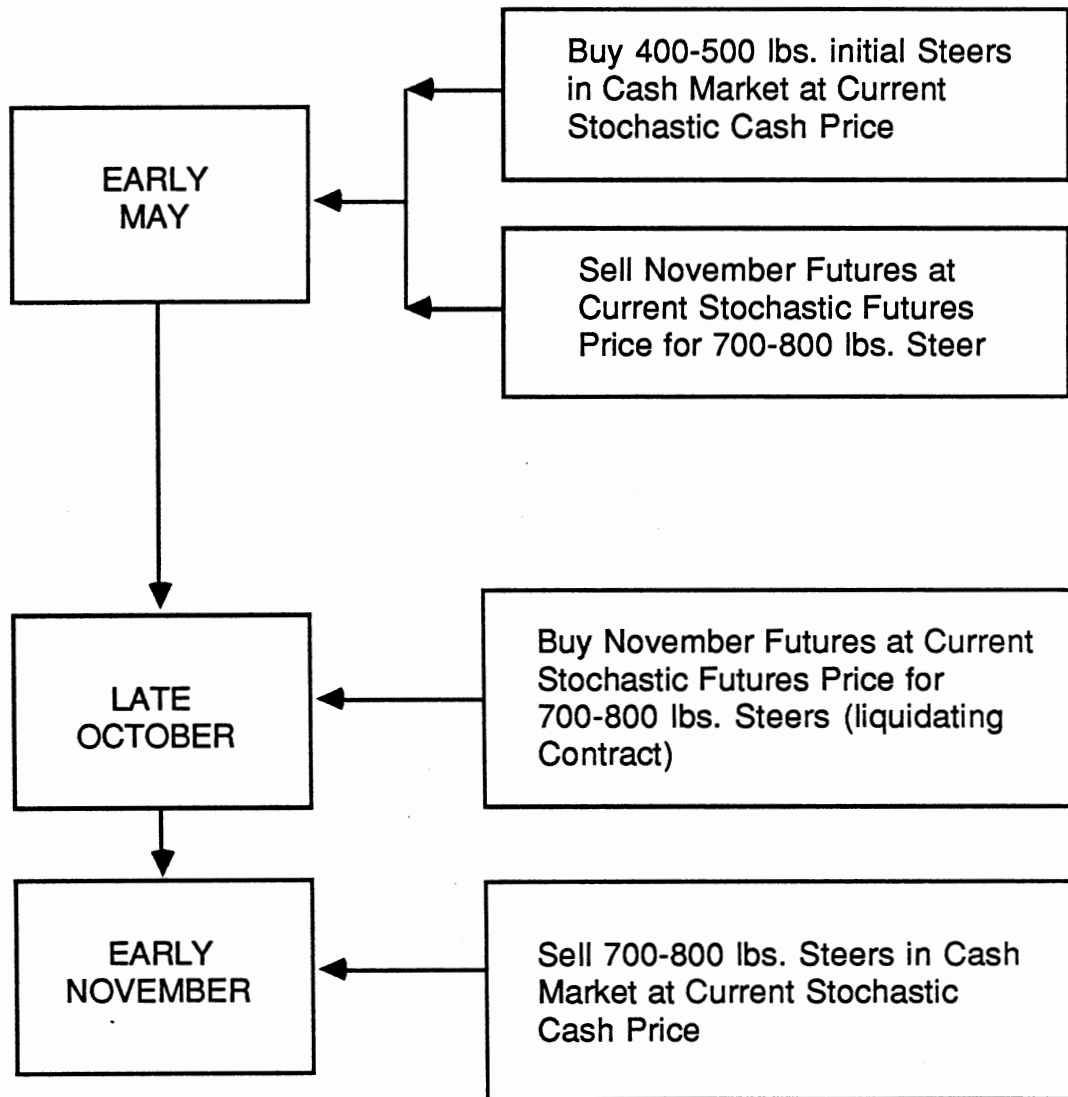 Buy 400-500 lbs. initial Steers
in Cash Market at Current
Stochastic Cash Price
EARLY
MAY
Sell November Futures at
Current Stochastic Futures
Price for 700-800 lbs. Steer
Buy November Futures at Current
Stochastic Futures Price for
700-800 lbs. Steers (liquidating
Contract)
LATE
OCTOBER
EARLY
NOVEMBER
Sell 700-800 lbs. Steers in Cash
Market at Current Stochastic
Cash Price